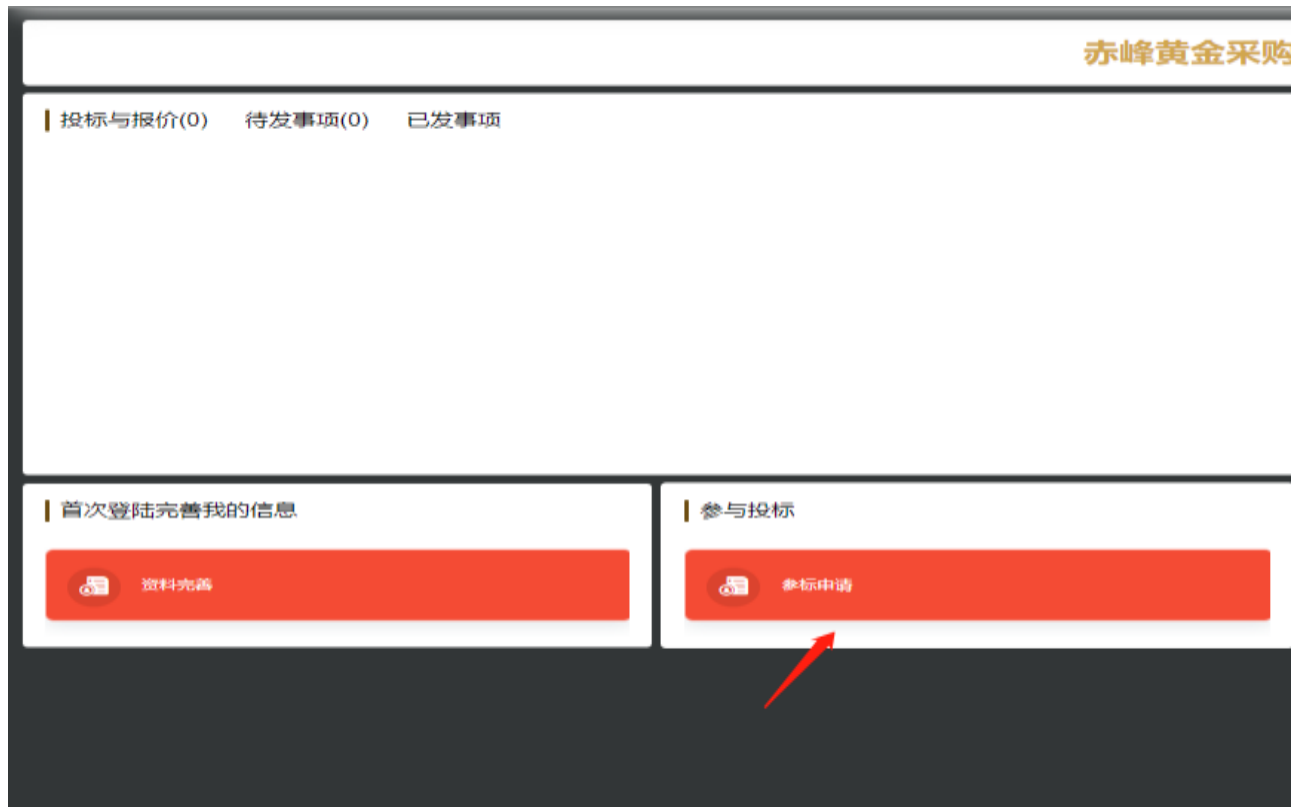 赤峰黄金采购
投标与报价(0) 待发事项(0) 已发事项
首次登陆完善我的信息
参与投标
资料完善
参标申请